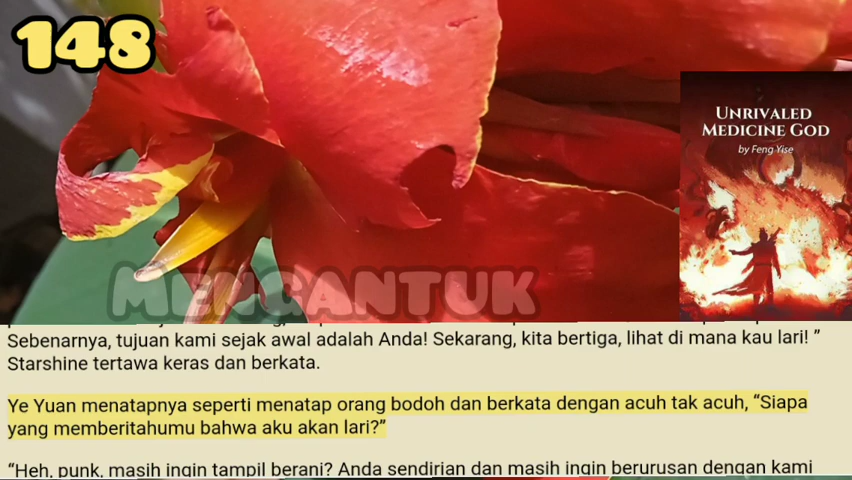 148
UNRIVALED
MEDICINE GOD
by Feng Yise
MENGANTUK
Sebenarnya, tujuan kami sejak awal adalah Anda! Sekarang, kita bertiga, lihat di mana kau lari! ”
Starshine tertawa keras dan berkata.
Ye Yuan menatapnya seperti menatap orang bodoh dan berkata dengan acuh tak acuh, “Siapa
yang memberitahumu bahwa aku akan lari?”
“Heh, punk, masih ingin tampil berani? Anda sendirian dan masih ingin berurusan dengan kami